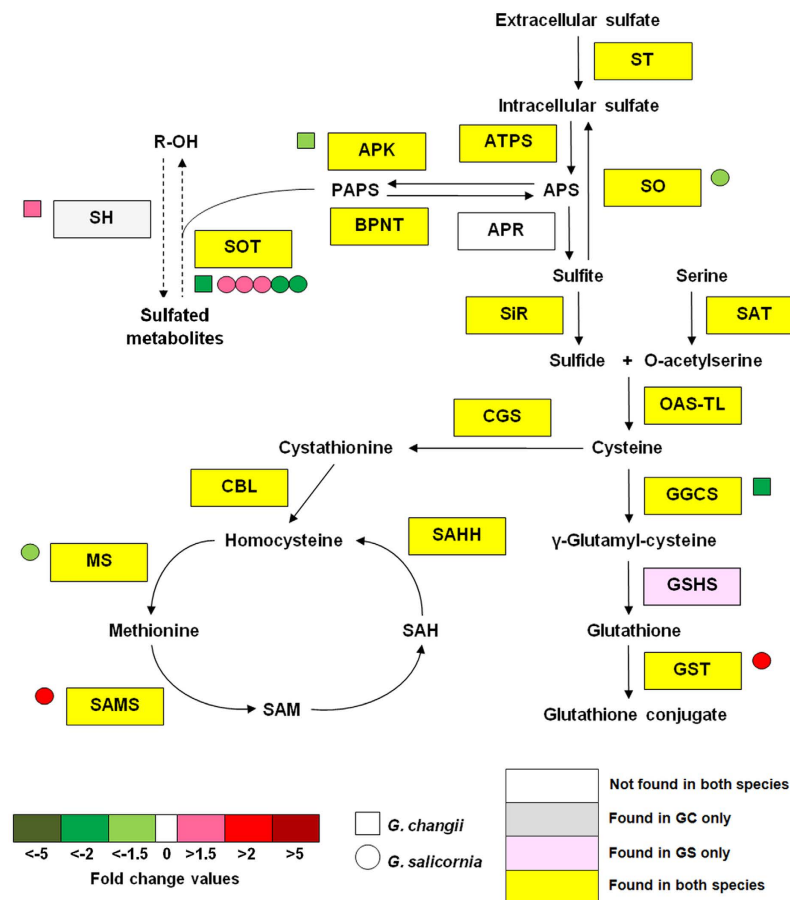 Extracellular sulfate
ST
Intracellular sulfate
R-OH
APK
ATPS
PAPS
APS
SO
SH
BPNT
APR
SOT
Sulfite
Serine
Sulfated
metabolites
SiR
SAT
Sulfide + O-acetylserine
CGS
OAS-TL
Cystathionine
Cysteine
CBL
GGCS
Homocysteine
SAHH
γ-Glutamyl-cysteine
MS
GSHS
Methionine
SAH
Glutathione
GST
SAMS
SAM
Glutathione conjugate
<-5 <-2 <-1.5 0 >1.5 >2 >5
Fold change values
G. changii
G. salicornia
Not found in both species
Found in GC only
Found in GS only
Found in both species